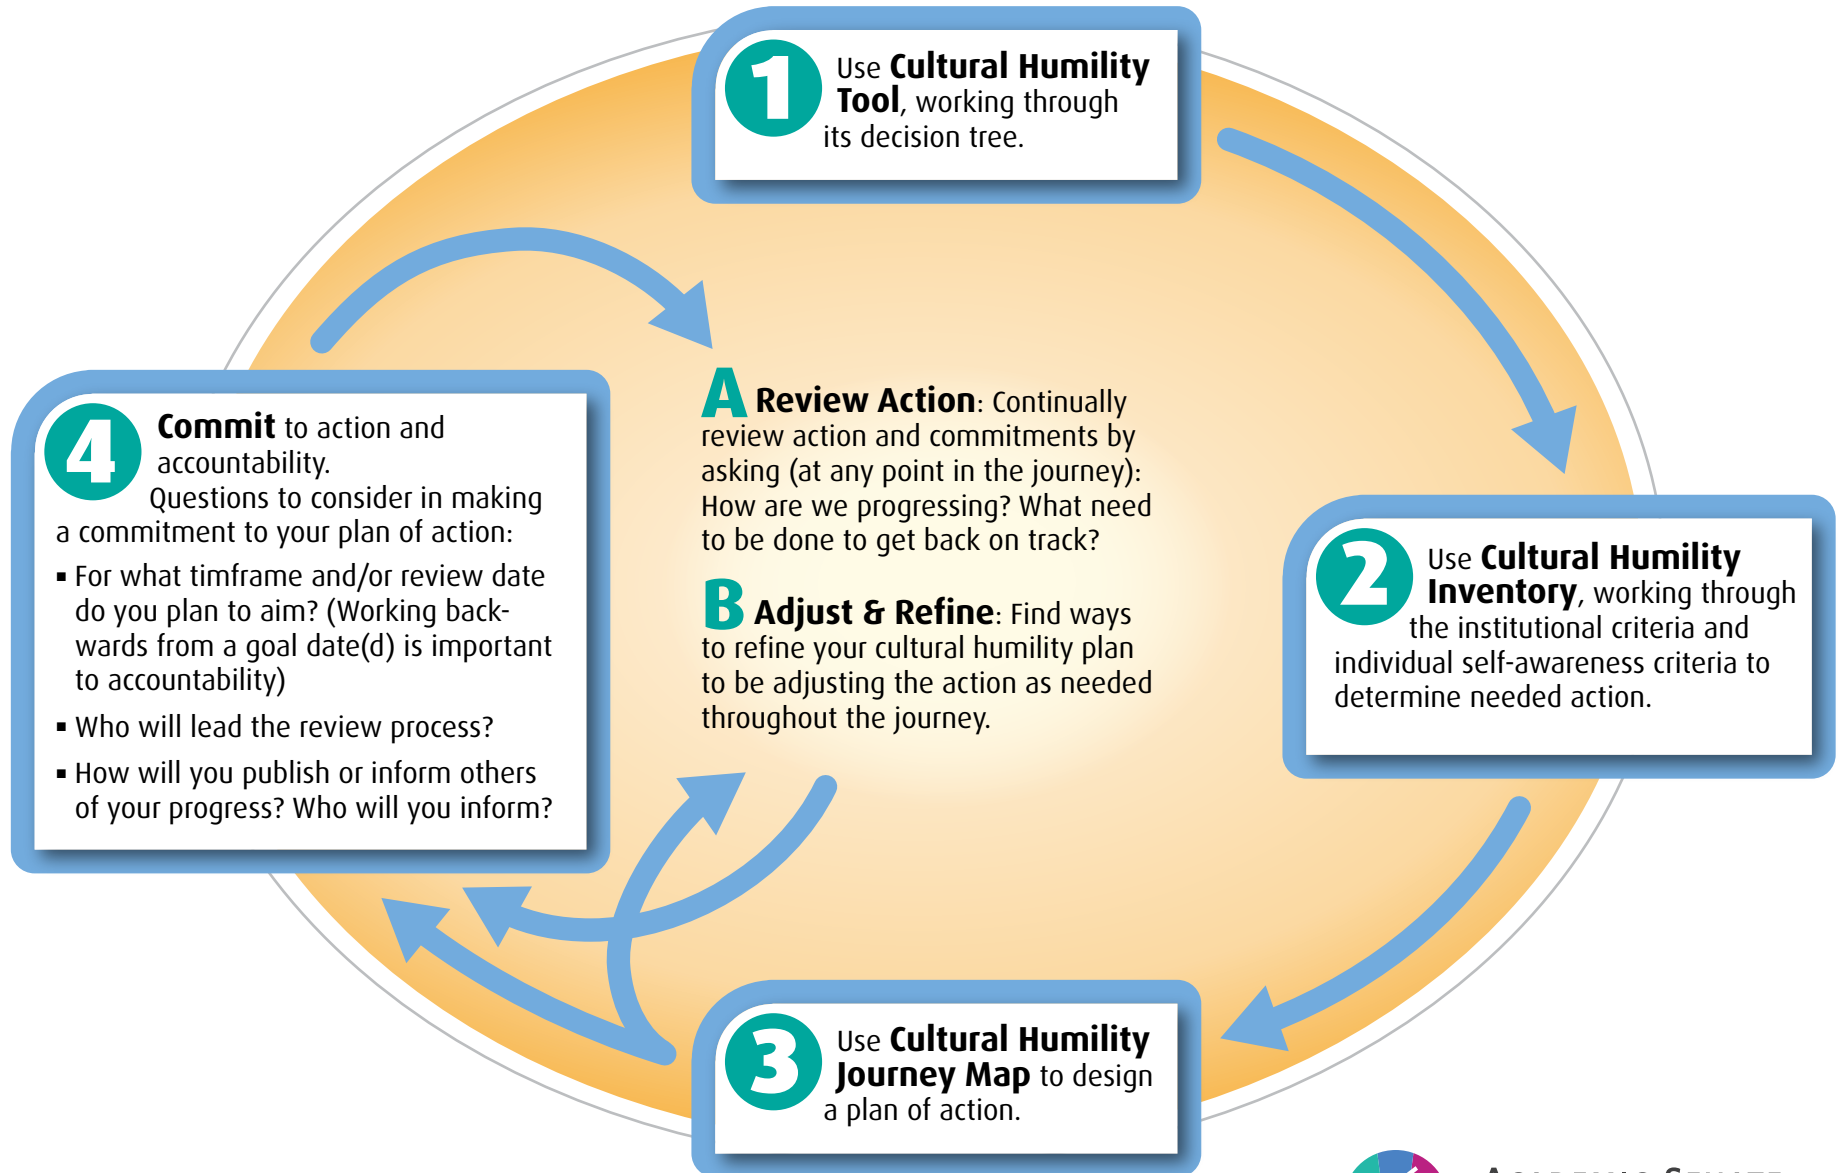 1 Use Cultural Humility
Tool, working through
its decision tree.
2 Use Cultural Humility
Inventory, working through
the institutional criteria and
individual self-awareness criteria to
determine needed action.
3 Use Cultural Humility
Journey Map to design
a plan of action.
4 Commit to action and
accountability.
Questions to consider in making
a commitment to your plan of action:
▪ For what timframe and/or review date
do you plan to aim? (Working back-
wards from a goal date(d) is important
to accountability)
▪ Who will lead the review process?
▪ How will you publish or inform others
of your progress? Who will you inform?
A Review Action: Continually
review action and commitments by
asking (at any point in the journey):
How are we progressing? What need
to be done to get back on track?
B Adjust & Refine: Find ways
to refine your cultural humility plan
to be adjusting the action as needed
throughout the journey.
ACADEMIC SENATE